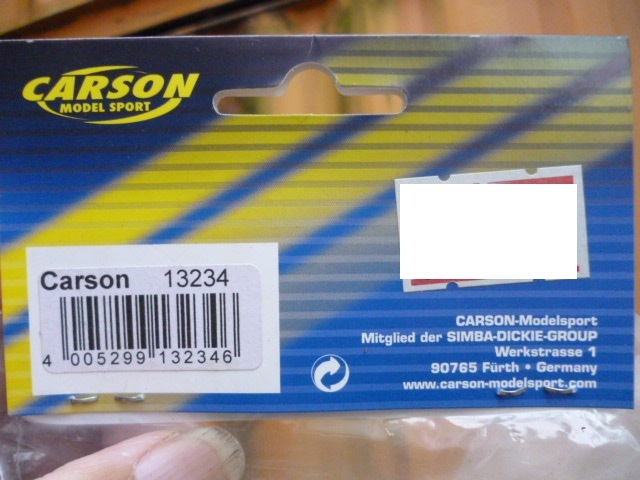 CARSON
MODEL SPORT
Carson 13234
4 005299 132346
CARSON-Modelsport
Mitglied der SIMBA-DICKIE-GROUP
Werkstrasse 1
90765 Fürth • Germany
www.carson-modelsport.com